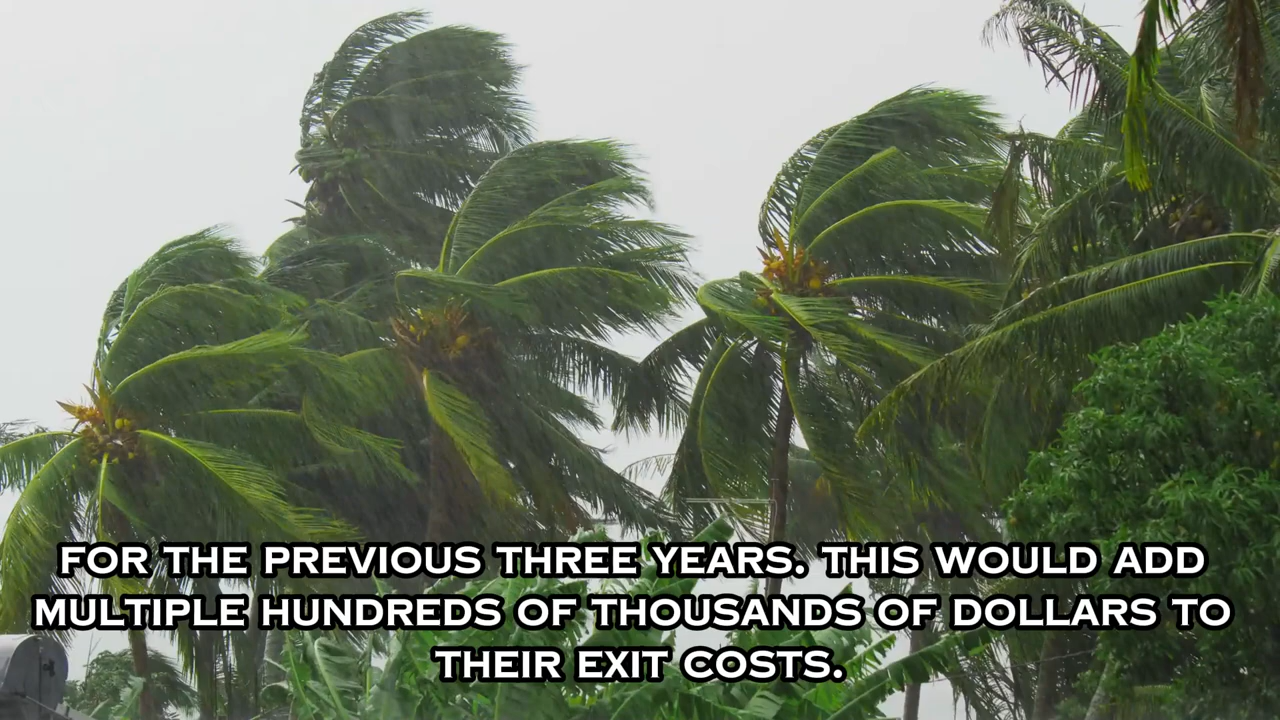 FOR THE PREVIOUS THREE YEARS. THIS WOULD ADD
MULTIPLE HUNDREDS OF THOUSANDS OF DOLLARS TO
THEIR EXIT COSTS.